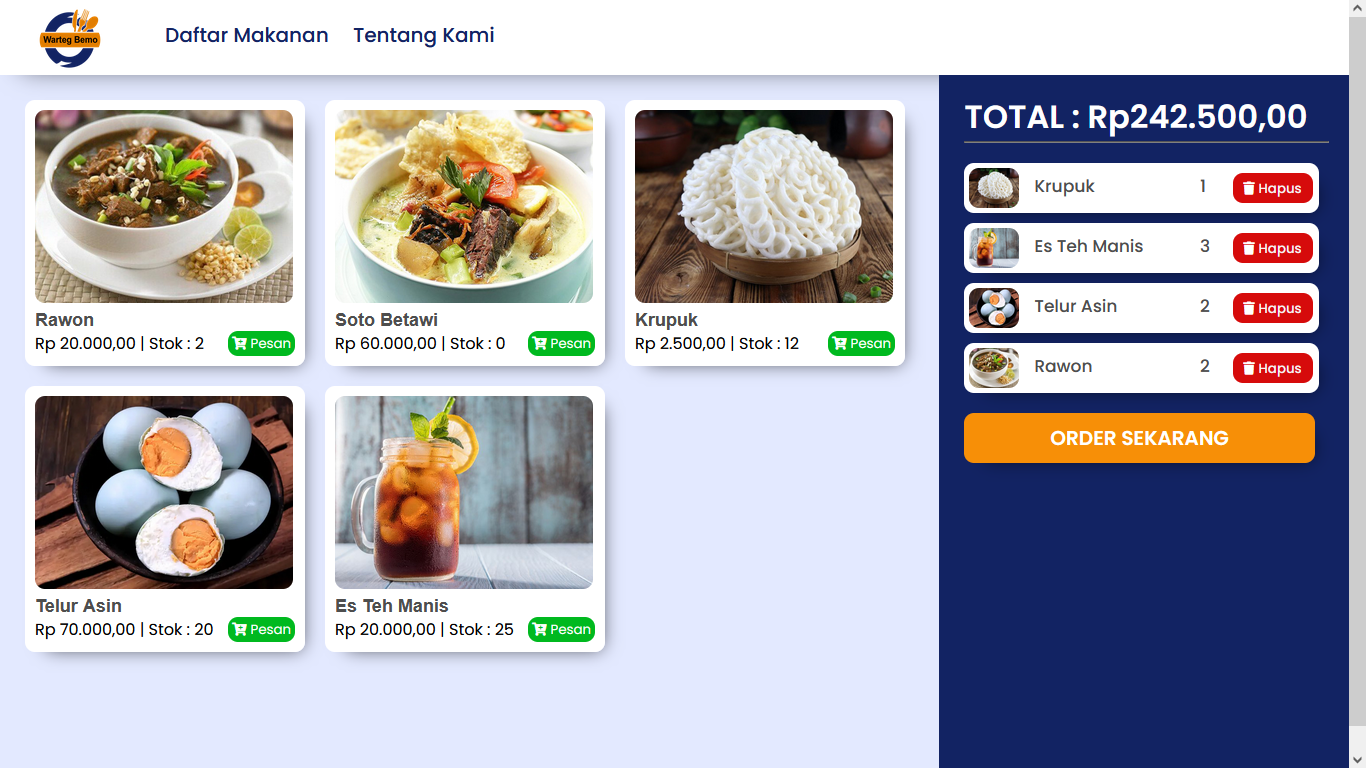 Warteg Bemo
Daftar Makanan
Tentang Kami
Rawon
Rp 20.000,00 | Stok : 2
Pesan
Soto Betawi
Rp 60.000,00 | Stok : 0
Pesan
Krupuk
Rp 2.500,00 | Stok : 12
Pesan
Telur Asin
Rp 70.000,00 | Stok : 20
Pesan
Es Teh Manis
Rp 20.000,00 | Stok : 25
Pesan
TOTAL : Rp242.500,00
Krupuk 1 Hapus
Es Teh Manis 3 Hapus
Telur Asin 2 Hapus
Rawon 2 Hapus
ORDER SEKARANG